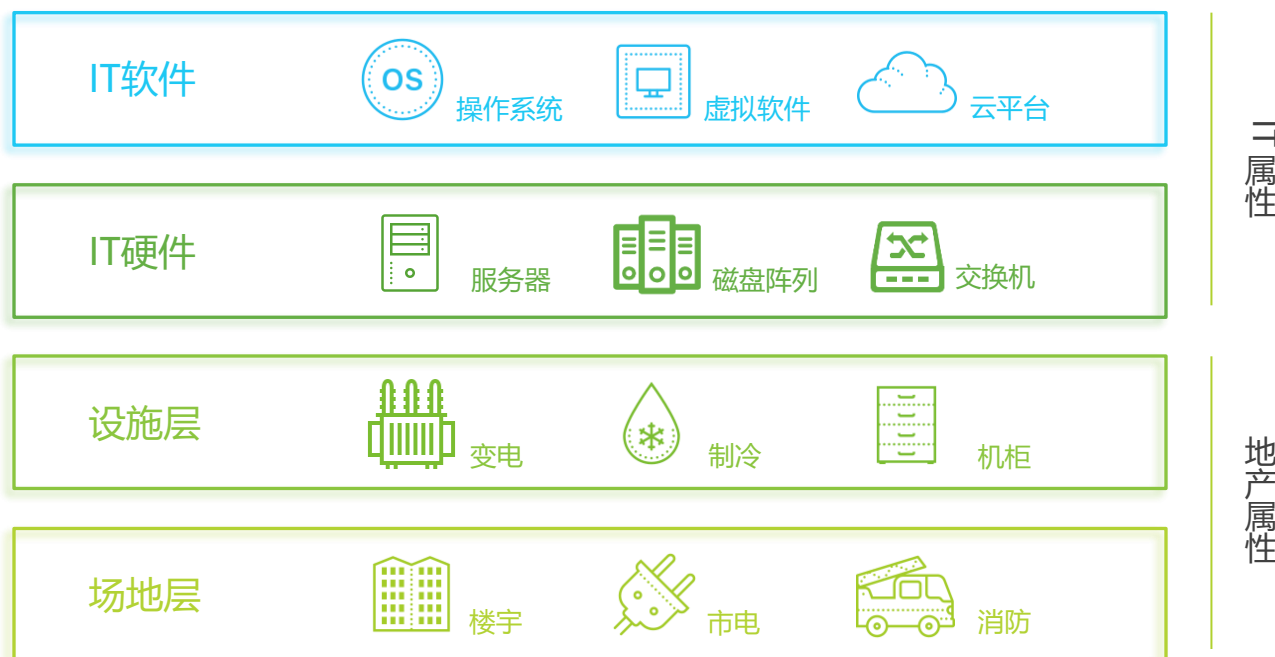 IT软件
OS
操作系统
虚拟软件
云平台
IT硬件
服务器
磁盘阵列
交换机
IT属性
设施层
变电
制冷
机柜
场地层
楼宇
市电
消防
地产属性